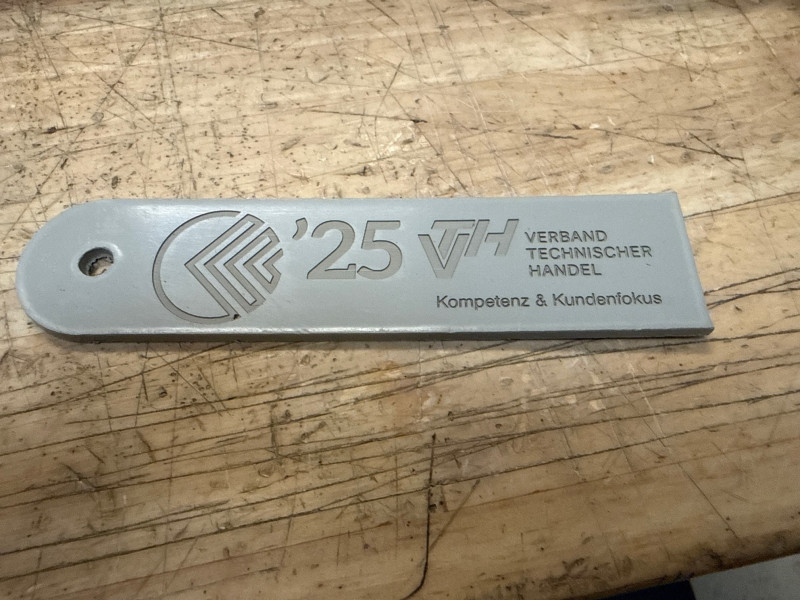 '25 VTH VERBAND
TECHNISCHER
HANDEL
Kompetenz & Kundenfokus